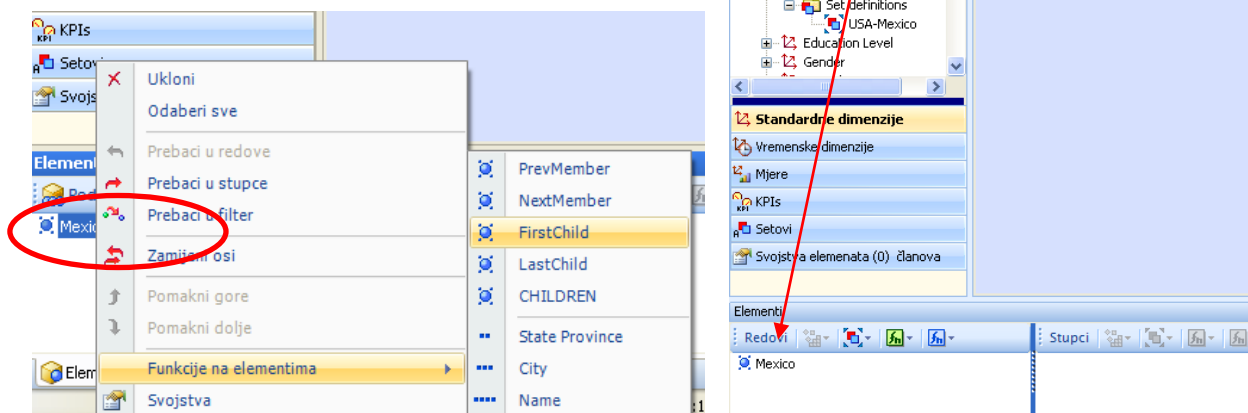 KPIs
Setovi
Ukloni
Odaberi sve
Prebaci u redove
Prebaci u stupce
Prebaci u filter
Zamijeni osi
Pomakni gore
Pomakni dolje
Funkcije na elementima
Svojstva
PrevMember
NextMember
FirstChild
LastChild
CHILDREN
State Province
City
Name
Set definitions
USA-Mexico
Education Level
Gender
Standardne dimenzije
Vremenske dimenzije
Mjere
KPIs
Setovi
Svojstva elemenata (0) članova
Elementi
Redovi
Stupci
Mexico